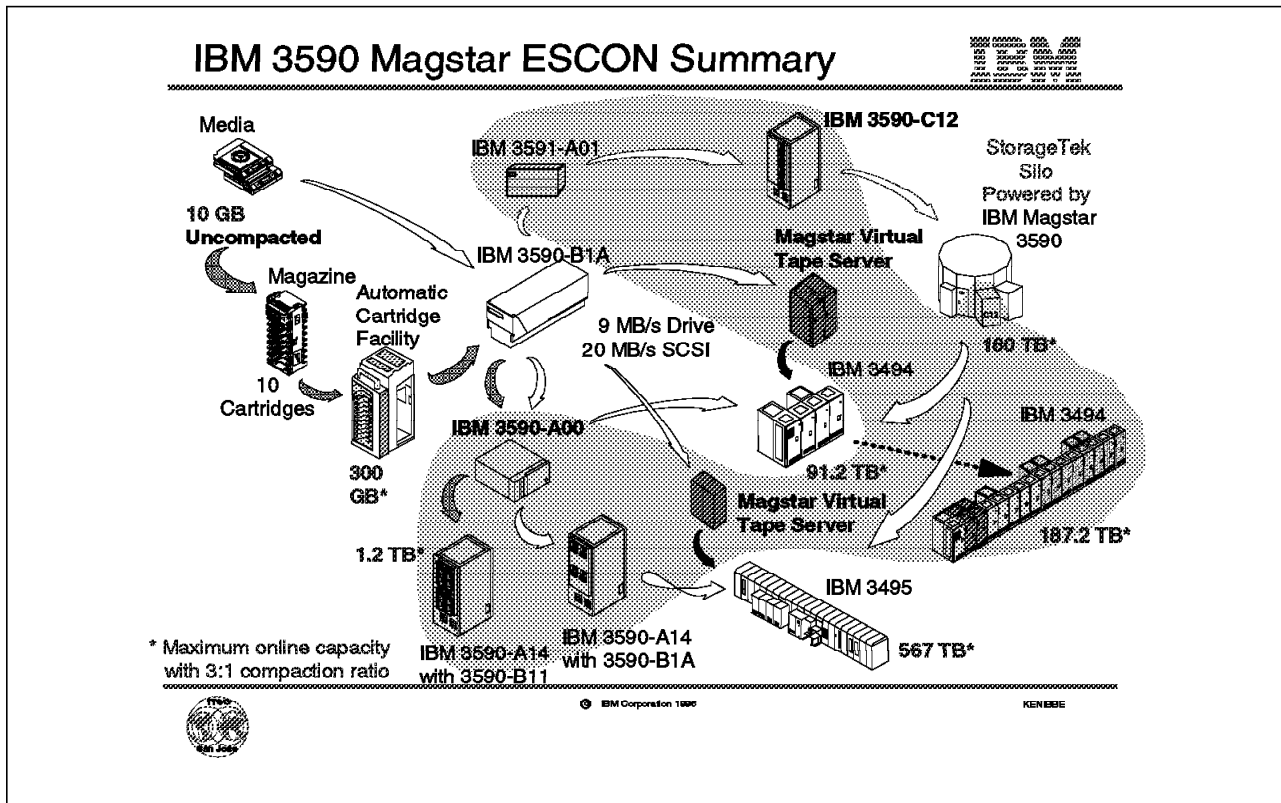 IBM 3590 Magstar ESCON Summary
IBM
Media
10 GB
Uncompacted
Magazine
10
Cartridges
Automatic
Cartridge
Facility
300
GB*
IBM 3591-A01
IBM 3590-B1A
9 MB/s Drive
20 MB/s SCSI
IBM 3590-C12
StorageTek
Silo
Powered by
IBM Magstar
3590
C12
160 TB*
Magstar Virtual
Tape Server
IBM 3494
91.2 TB*
IBM 3494
187.2 TB*
IBM 3590-A00
1.2 TB*
IBM 3590-A14
with 3590-B11
IBM 3590-A14
with 3590-B1A
Magstar Virtual
Tape Server
IBM 3495
567 TB*
* Maximum online capacity
with 3:1 compaction ratio
ITSO
San Jose
© IBM Corporation 1996